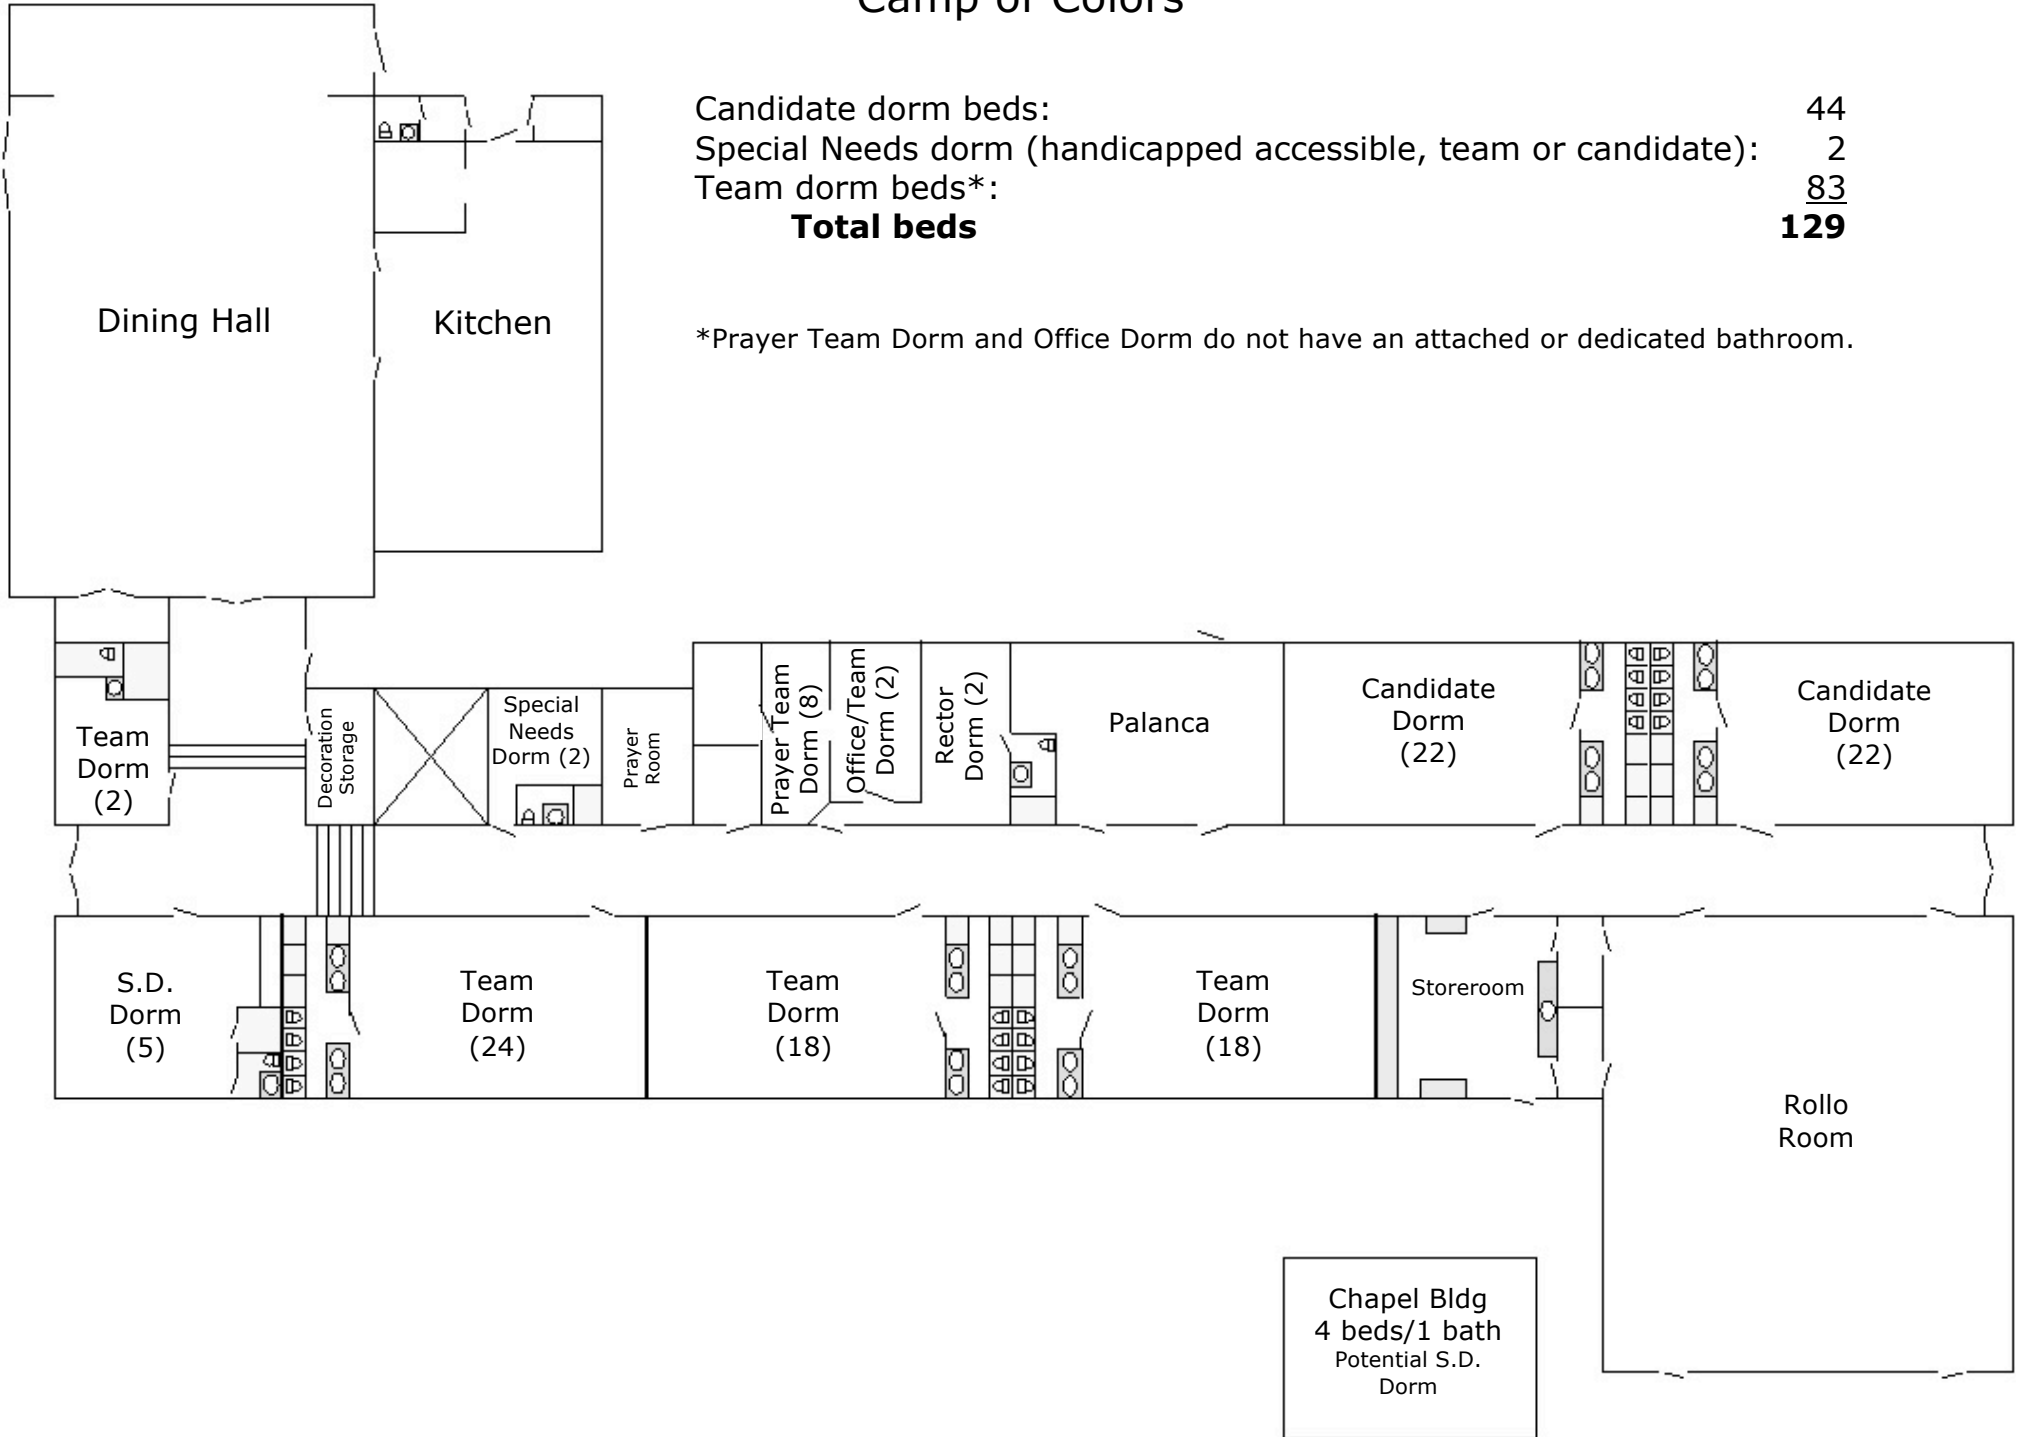 Camp of Colors
Candidate dorm beds: 44
Special Needs dorm (handicapped accessible, team or candidate): 2
Team dorm beds*: 83
Total beds 129
*Prayer Team Dorm and Office Dorm do not have an attached or dedicated bathroom.
Dining Hall
Kitchen
Team
Dorm
(2)
Decoration
Storage
Special
Needs
Dorm (2)
Prayer
Room
Prayer Team
Dorm (8)
Office/Team
Dorm (2)
Rector
Dorm (2)
Palanca
Candidate
Dorm
(22)
Candidate
Dorm
(22)
S.D.
Dorm
(5)
Team
Dorm
(24)
Team
Dorm
(18)
Team
Dorm
(18)
Storeroom
Rollo
Room
Chapel Bldg
4 beds/1 bath
Potential S.D.
Dorm